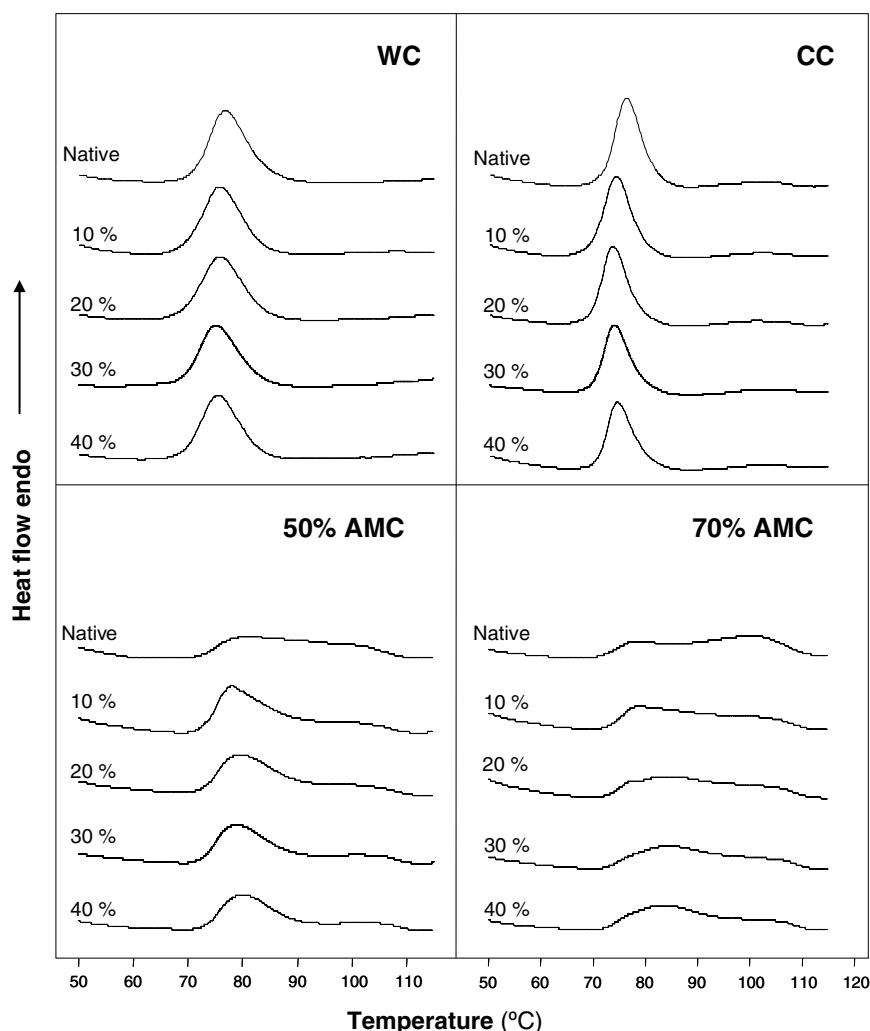 WC
Native
10 %
20 %
30 %
40 %
CC
Native
10 %
20 %
30 %
40 %
50% AMC
Native
10 %
20 %
30 %
40 %
70% AMC
Native
10 %
20 %
30 %
40 %
Heat flow endo
50 60 70 80 90 100 110
50 60 70 80 90 100 110 120
Temperature (ºC)